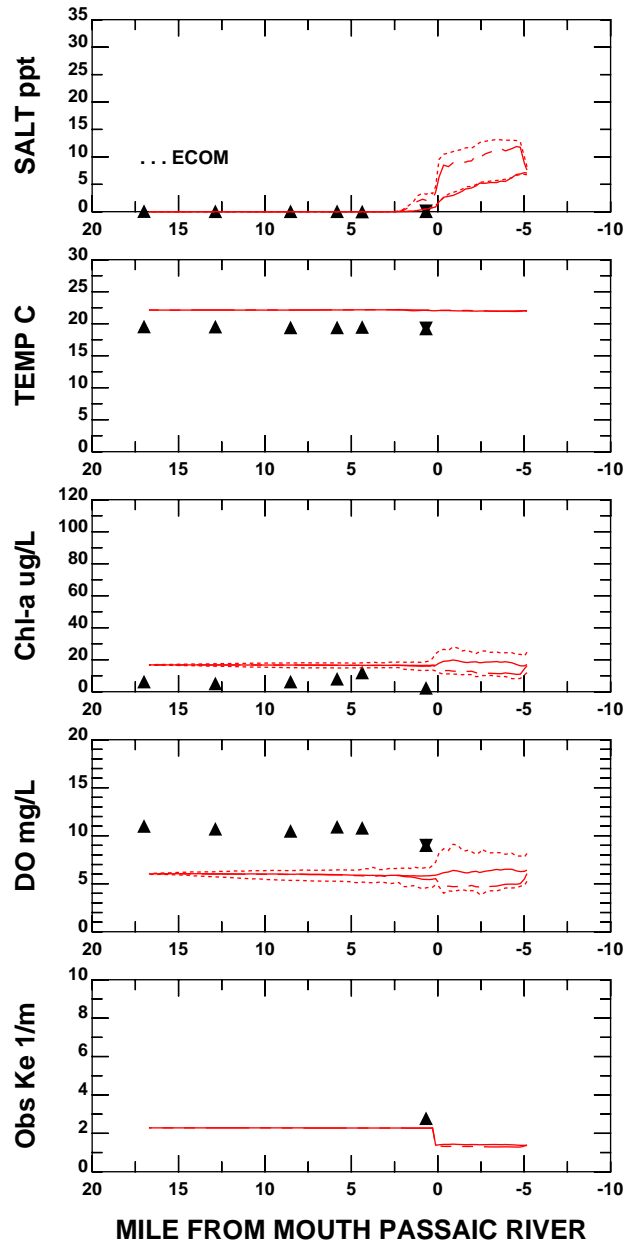 SALT ppt
35
30
25
20
15
10
5
0
. . . ECOM
20 15 10 5 0 -5 -10
TEMP C
30
25
20
15
10
5
0
20 15 10 5 0 -5 -10
Chl-a ug/L
120
100
80
60
40
20
0
20 15 10 5 0 -5 -10
DO mg/L
20
15
10
5
0
20 15 10 5 0 -5 -10
Obs Ke 1/m
10
8
6
4
2
0
20 15 10 5 0 -5 -10
MILE FROM MOUTH PASSAIC RIVER